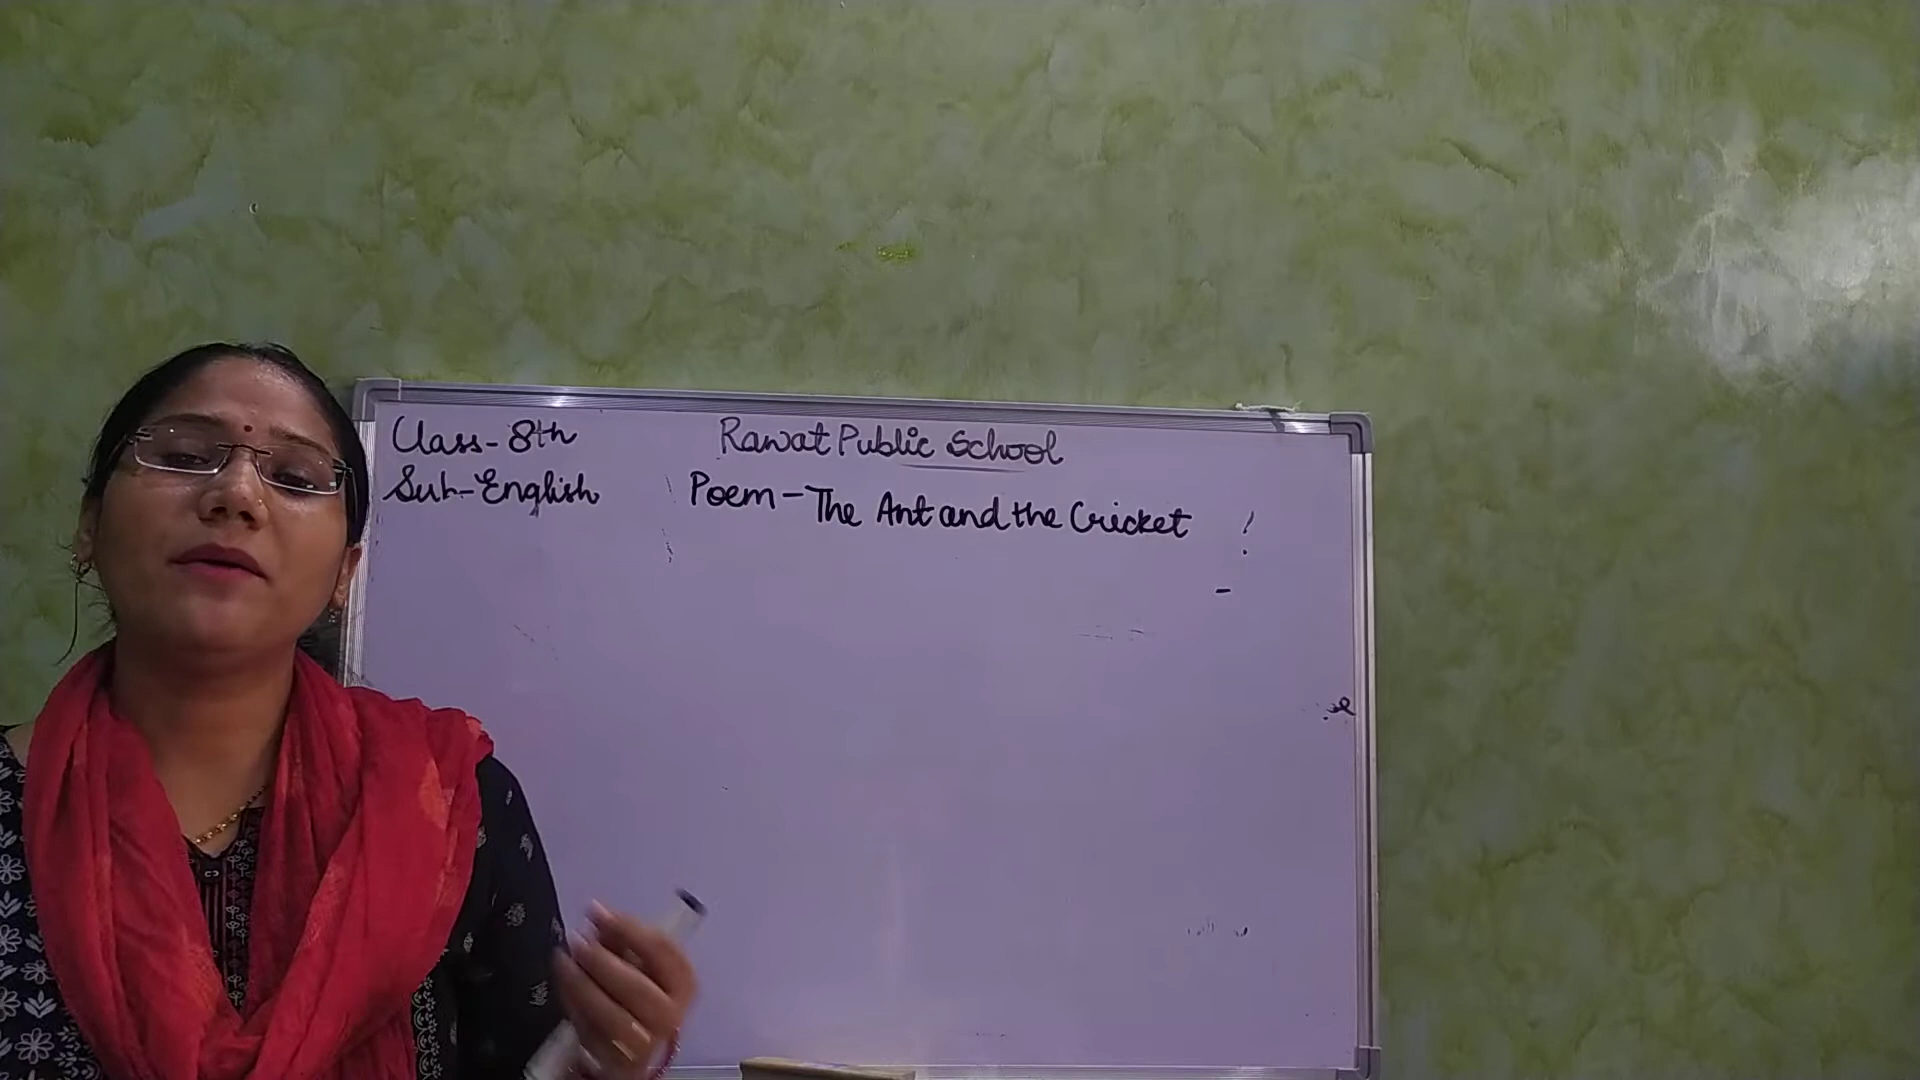 Class-8th
Rawat Public School
Sub-English
Poem-The Ant and the Cricket